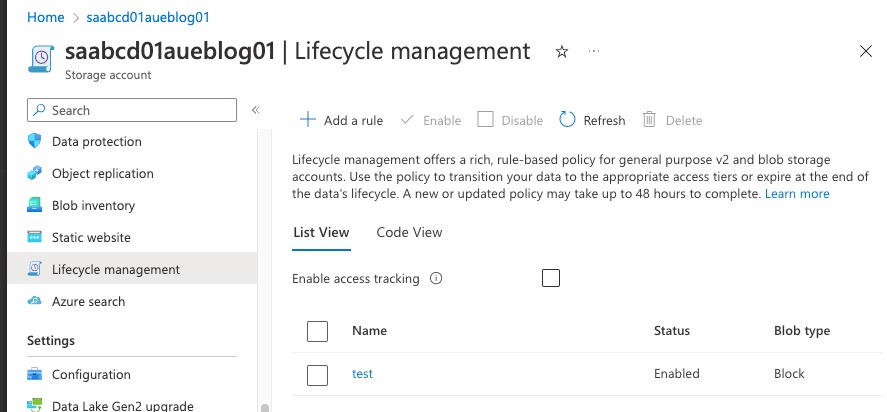 Home > saabcd01aueblog01
saabcd01aueblog01 | Lifecycle management
Storage account
Search
Data protection
Object replication
Blob inventory
Static website
Lifecycle management
Azure search
Settings
Configuration
Data Lake Gen2 upgrade
Add a rule Enable Disable Refresh Delete
Lifecycle management offers a rich, rule-based policy for general purpose v2 and blob storage
accounts. Use the policy to transition your data to the appropriate access tiers or expire at the end of
the data's lifecycle. A new or updated policy may take up to 48 hours to complete. Learn more
List View Code View
Enable access tracking
Name Status Blob type
test Enabled Block